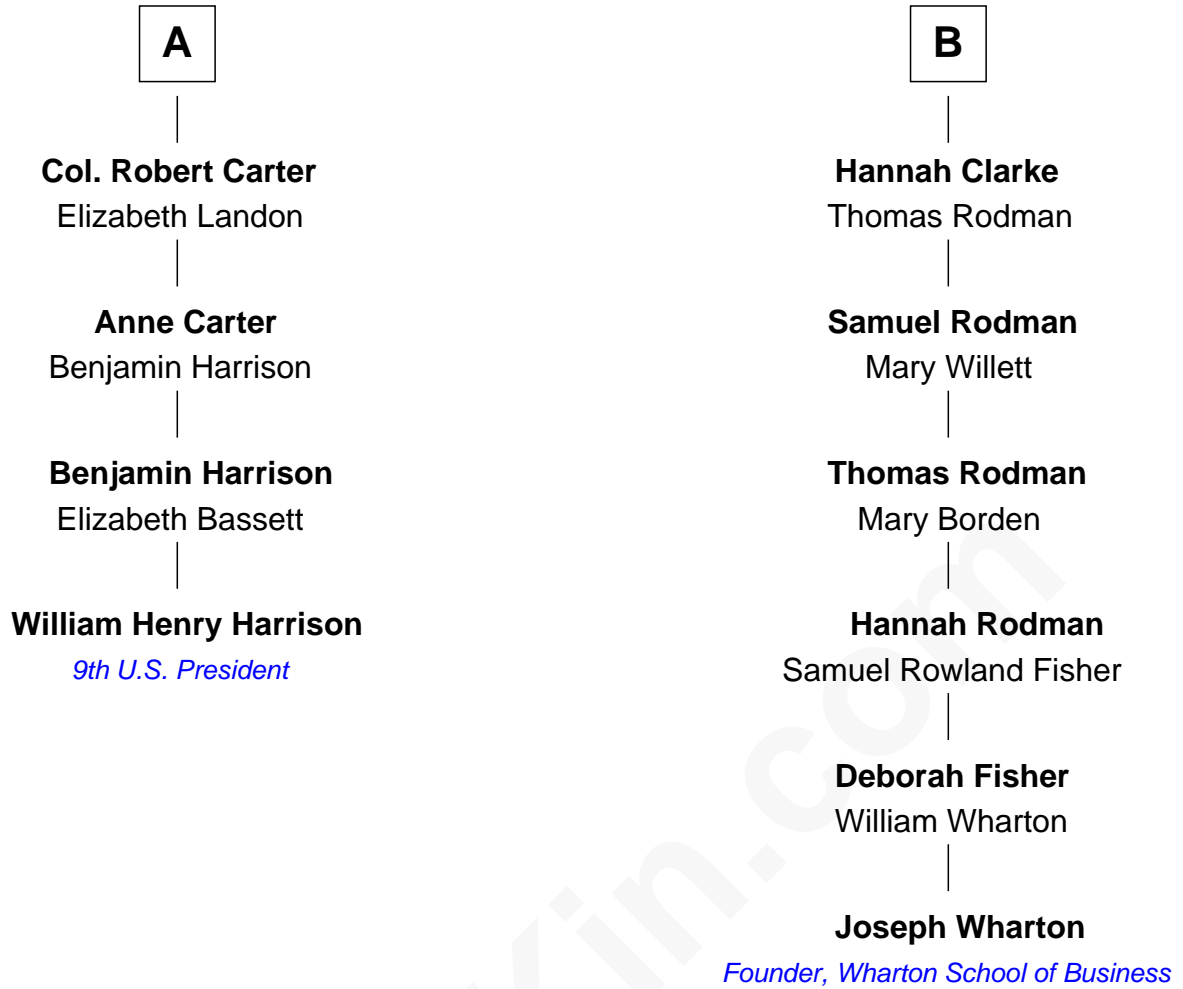 A
Col. Robert Carter
Elizabeth Landon
Anne Carter
Benjamin Harrison
Benjamin Harrison
Elizabeth Bassett
William Henry Harrison
9th U.S. President
B
Hannah Clarke
Thomas Rodman
Samuel Rodman
Mary Willett
Thomas Rodman
Mary Borden
Hannah Rodman
Samuel Rowland Fisher
Deborah Fisher
William Wharton
Joseph Wharton
Founder, Wharton School of Business